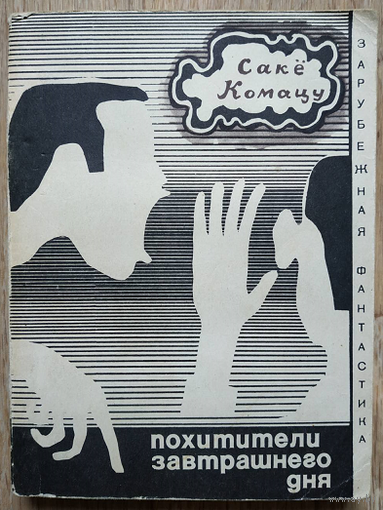 Сакё
Комацу
ЗАРУБЕЖНАЯ ФАНТАСТИКА
похитители
завтрашнего
дня